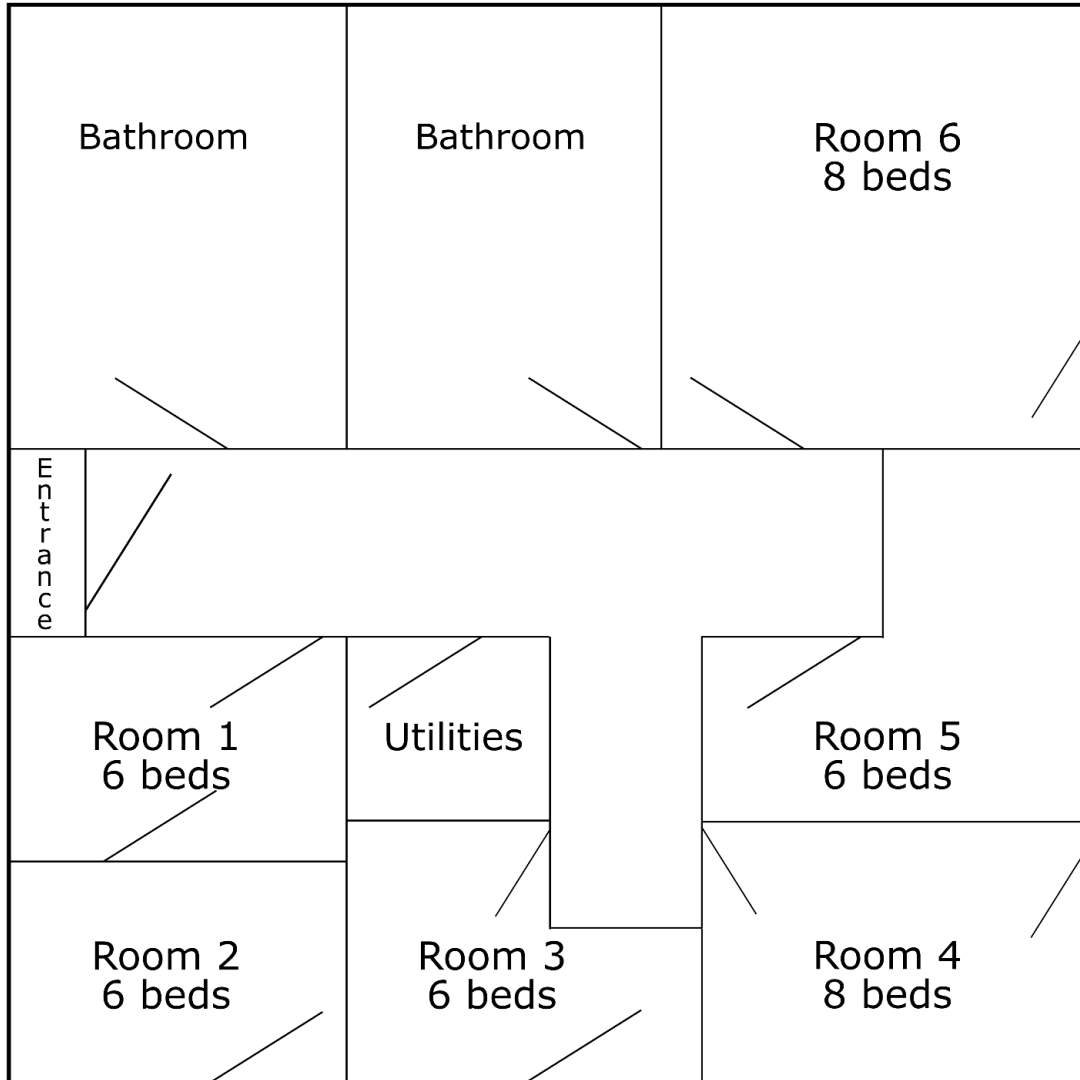 Bathroom
Bathroom
Room 6
8 beds
Entrance
Room 1
6 beds
Utilities
Room 5
6 beds
Room 2
6 beds
Room 3
6 beds
Room 4
8 beds